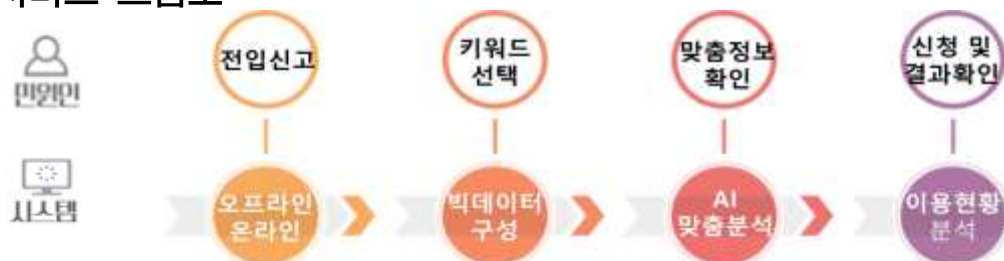 민원인
전입신고
키워드
선택
맞춤정보
확인
신청 및
결과확인
시스템
오프라인
온라인
빅데이터
구성
AI
맞춤분석
이용현황
분석